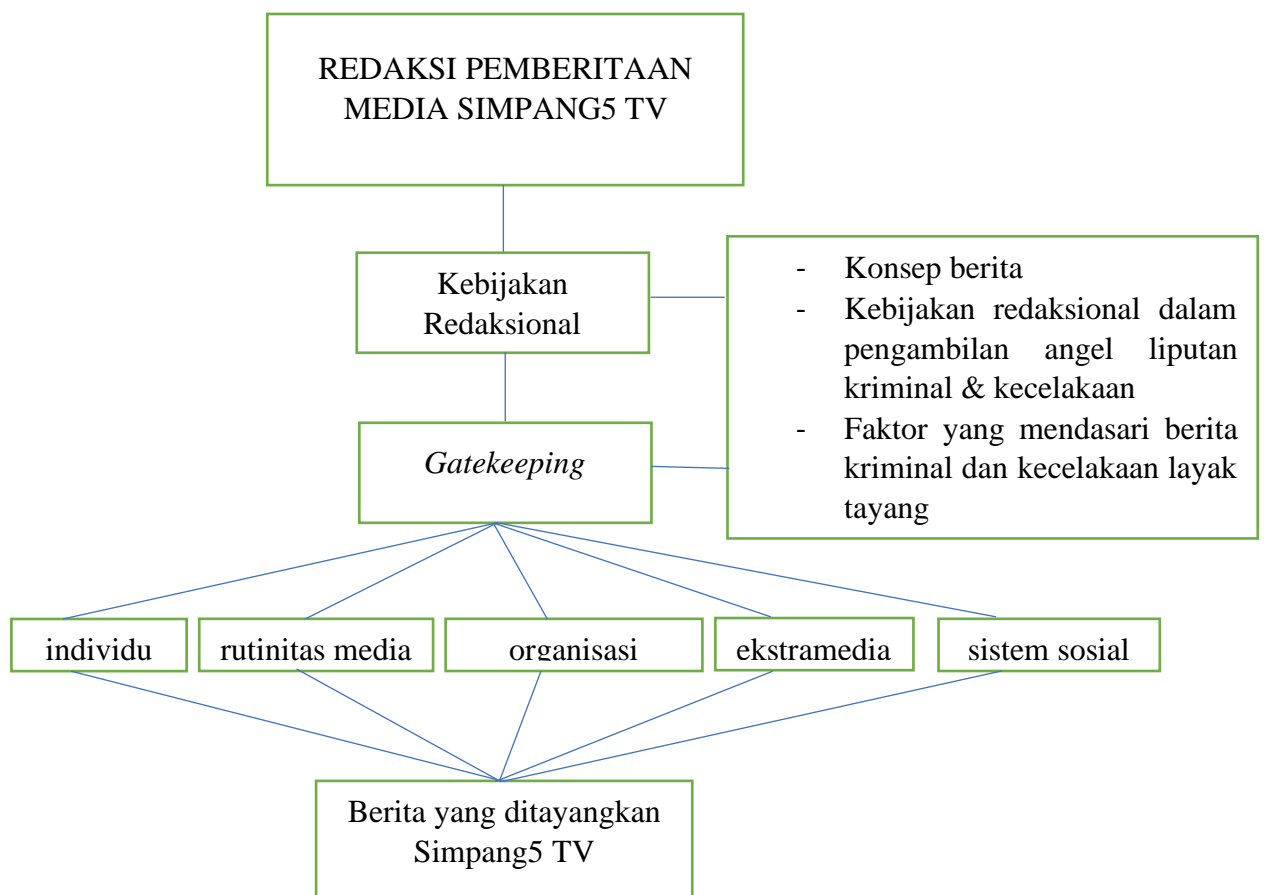 REDAKSI PEMBERITAAN
MEDIA SIMPANG5 TV
Kebijakan
Redaksional
- Konsep berita
- Kebijakan redaksional dalam
pengambilan angel liputan
kriminal & kecelakaan
- Faktor yang mendasari berita
kriminal dan kecelakaan layak
tayang
Gatekeeping
individu
rutinitas media
organisasi
ekstramedia
sistem sosial
Berita yang ditayangkan
Simpang5 TV